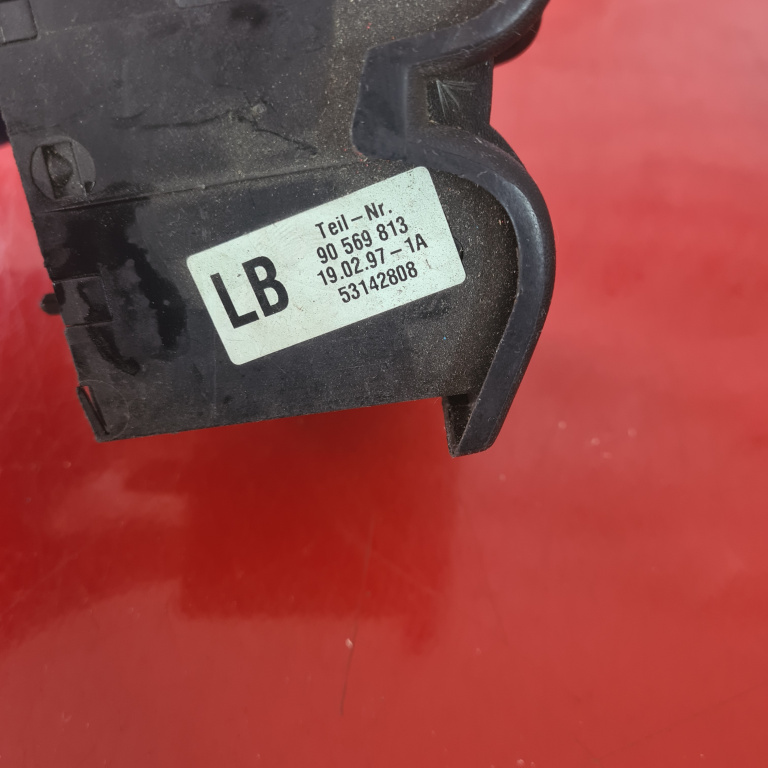 LB
Teil-Nr.
90 569 813
19.02.97-1A
53142808